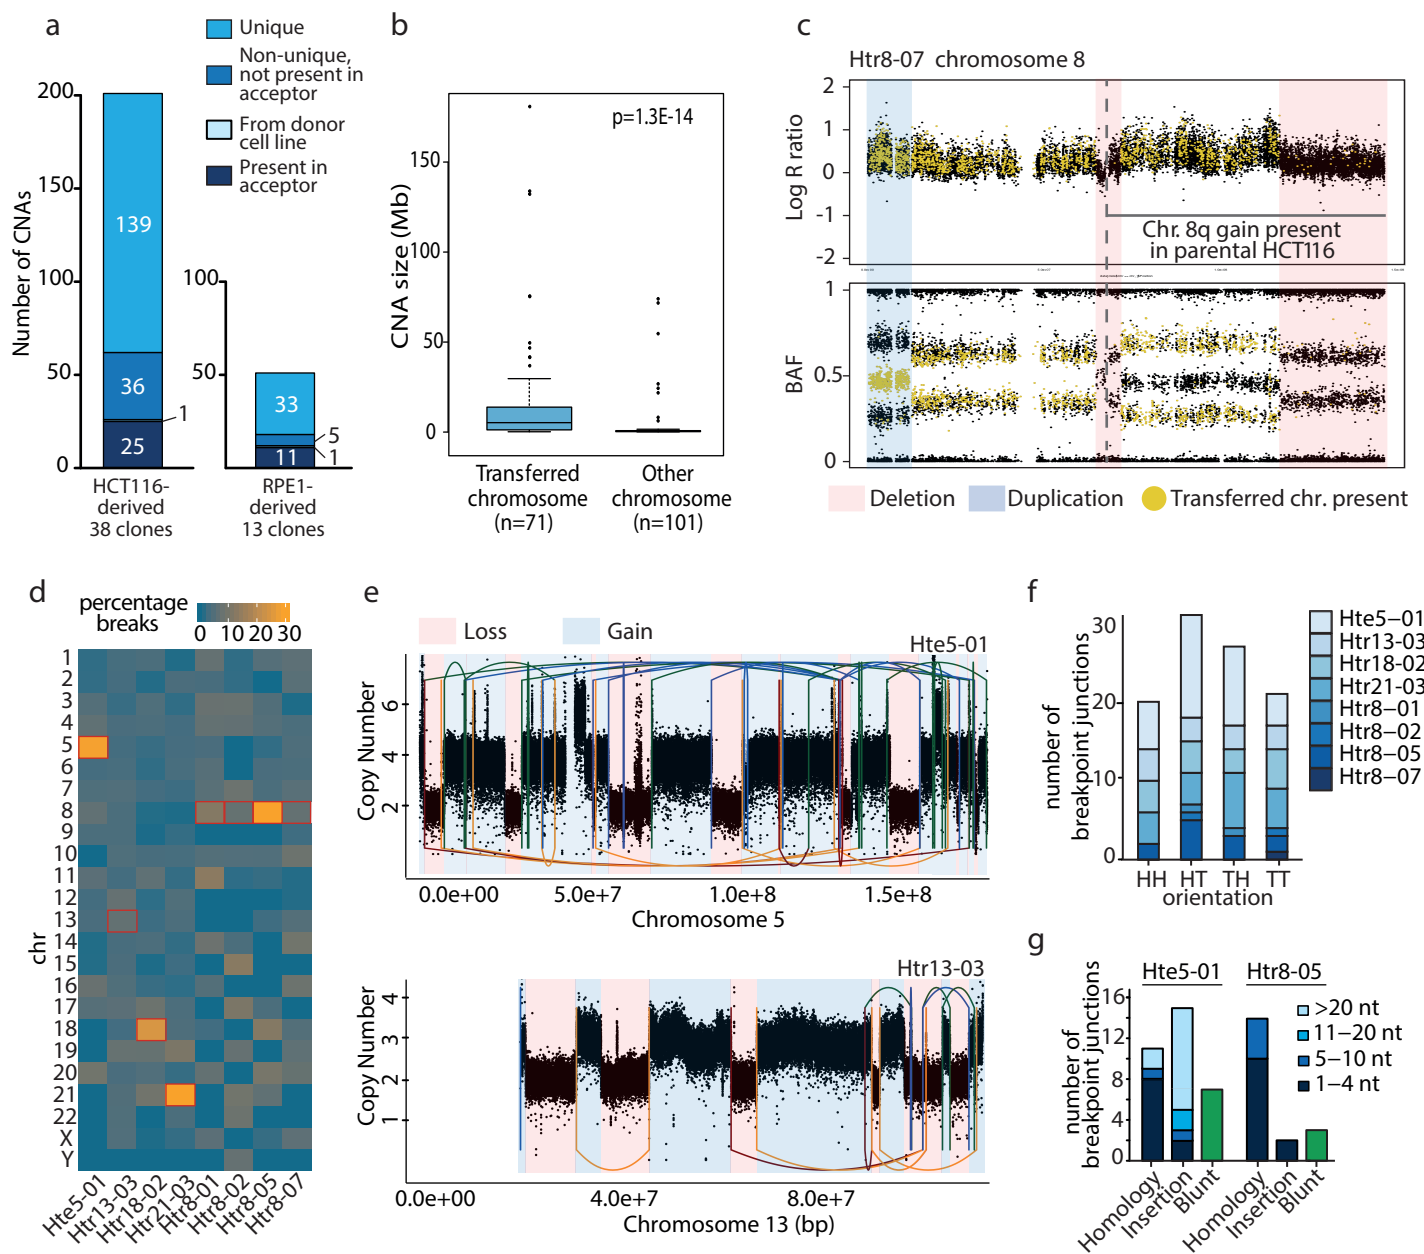 a
Unique
Non-unique,
not present in
acceptor
From donor
cell line
Present in
acceptor
Number of CNAs
200
150
100
50
0
139
36
1
25
100
50
0
33
5
1
11
HCT116-
derived
38 clones
RPE1-
derived
13 clones
b
p=1.3E-14
CNA size (Mb)
150
100
50
0
Transferred
chromosome
(n=71)
Other
chromosome
(n=101)
c
Htr8-07 chromosome 8
Log R ratio
2
1
0
-1
-2
Chr. 8q gain present
in parental HCT116
BAF
1
0.5
0
Deletion
Duplication
Transferred chr. present
d
percentage
breaks
0 10 20 30
chr
1
2
3
4
5
6
7
8
9
10
11
12
13
14
15
16
17
18
19
20
21
22
X
Y
Hte5-01
Htr13-03
Htr18-02
Htr21-03
Htr8-01
Htr8-02
Htr8-05
Htr8-07
e
Loss
Gain
Hte5-01
Copy Number
6
4
2
0.0e+00 5.0e+7 1.0e+8 1.5e+8
Chromosome 5
Htr13-03
Copy Number
4
3
2
1
0.0e+00 4.0e+7 8.0e+7
Chromosome 13 (bp)
f
number of
breakpoint junctions
30
20
10
0
HH HT TH TT
orientation
Hte5−01
Htr13-03
Htr18-02
Htr21-03
Htr8−01
Htr8−02
Htr8−05
Htr8−07
g
Hte5-01
Htr8-05
number of
breakpoint junctions
16
12
8
4
0
>20 nt
11−20 nt
5−10 nt
1−4 nt
Homology
Insertion
Blunt
Homology
Insertion
Blunt